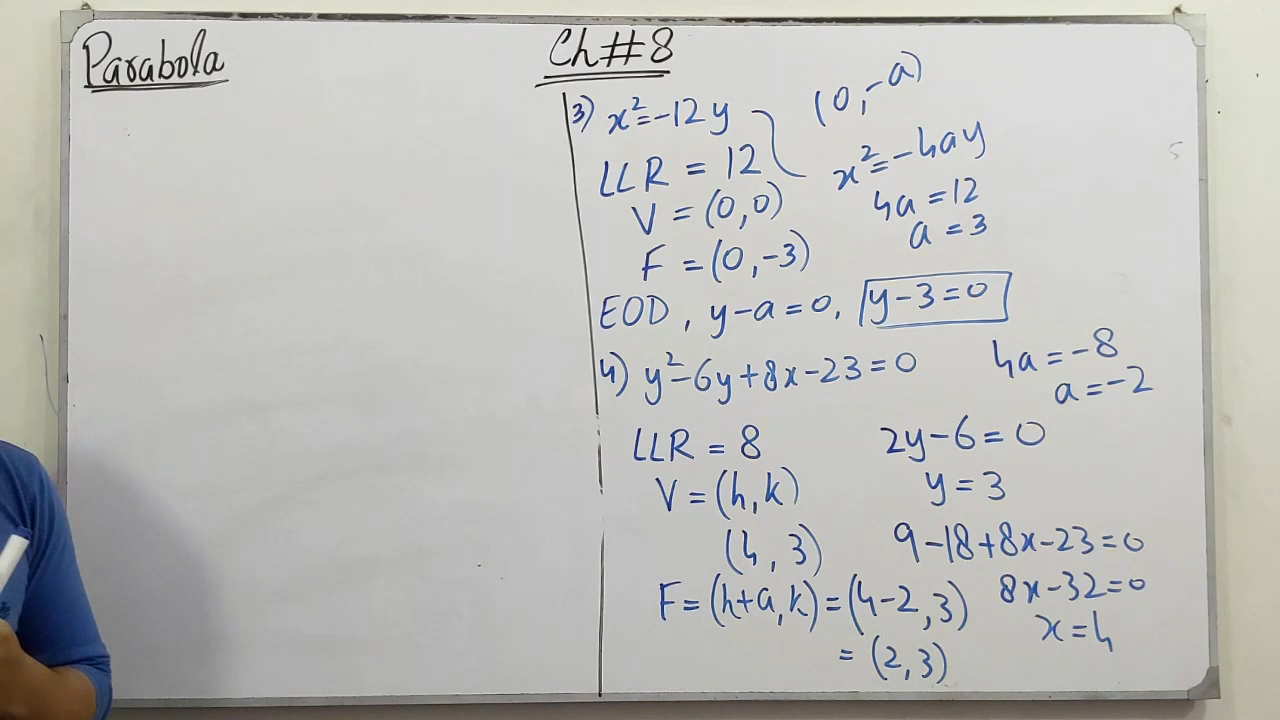 Parabola
Ch#8
3) x²=-12y
(0,-a)
LLR = 12
x²=-4ay
V = (0,0)
4a = 12
F = (0,-3)
a = 3
EOD, y-a=0, y-3=0
4) y²-6y+8x-23=0
4a = -8
a = -2
LLR = 8
2y-6=0
V = (h,k)
y = 3
(4,3)
9-18+8x-23=0
F = (h+a,k) = (4-2,3)
8x-32=0
= (2,3)
x=4